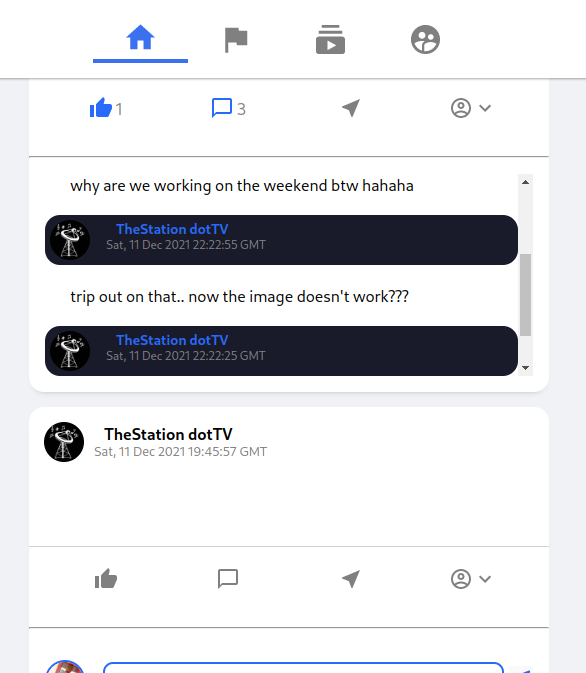 1
3
why are we working on the weekend btw hahaha
TheStation dotTV
Sat, 11 Dec 2021 22:22:55 GMT
trip out on that.. now the image doesn't work???
TheStation dotTV
Sat, 11 Dec 2021 22:22:25 GMT
TheStation dotTV
Sat, 11 Dec 2021 19:45:57 GMT